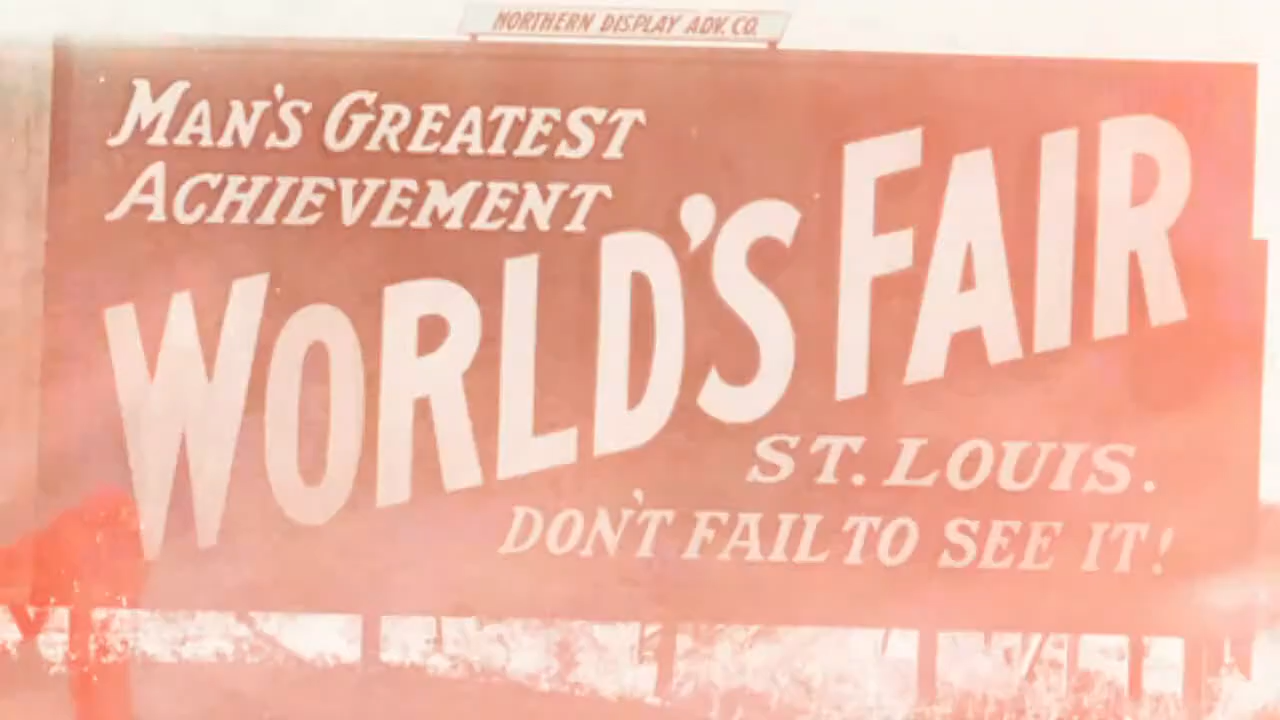 NORTHERN DISPLAY ADV. CO.
MAN'S GREATEST
ACHIEVEMENT
WORLD'S FAIR
ST. LOUIS.
DON'T FAIL TO SEE IT!